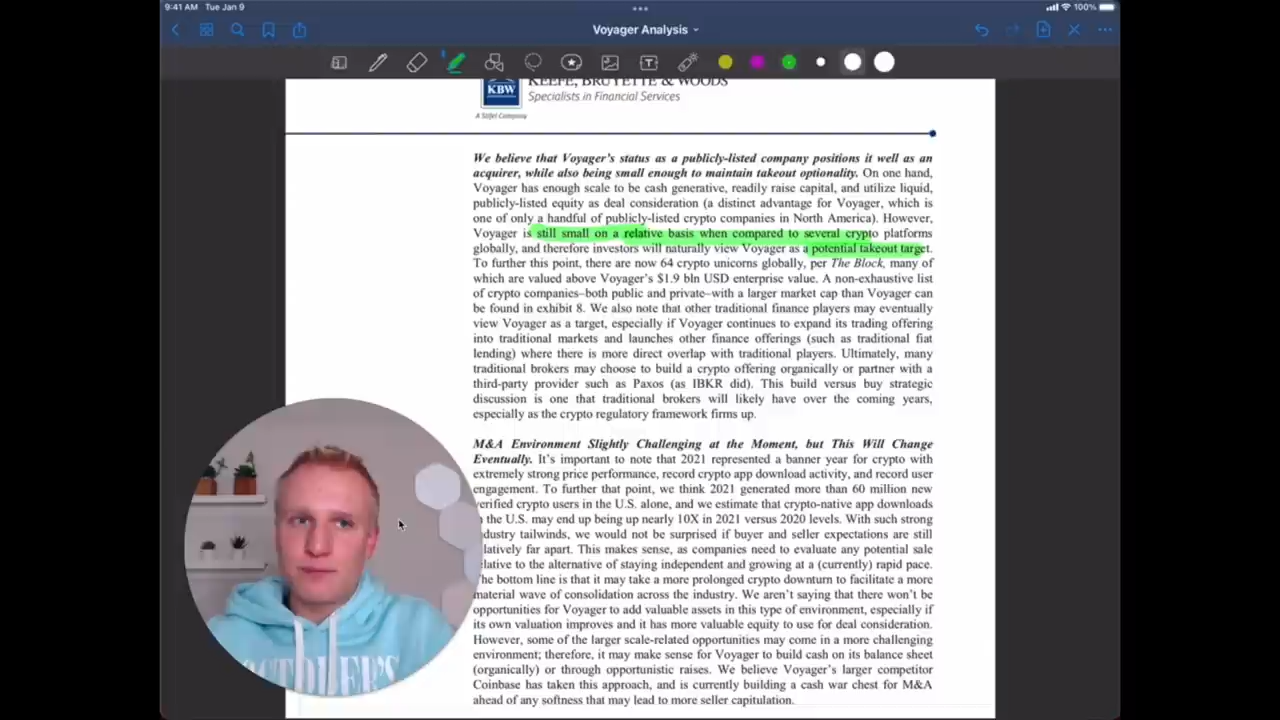 9:41 AM Tue Jan 9
100%
Voyager Analysis
KBW
KEEFE, BRUYETTE & WOODS
Specialists in Financial Services
A Stifel Company
We believe that Voyager's status as a publicly-listed company positions it well as an
acquirer, while also being small enough to maintain takeout optionality. On one hand,
Voyager has enough scale to be cash generative, readily raise capital, and utilize liquid,
publicly-listed equity as deal consideration (a distinct advantage for Voyager, which is
one of only a handful of publicly-listed crypto companies in North America). However,
Voyager is still small on a relative basis when compared to several crypto platforms
globally, and therefore investors will naturally view Voyager as a potential takeout target.
To further this point, there are now 64 crypto unicorns globally, per The Block, many of
which are valued above Voyager's $1.9 bln USD enterprise value. A non-exhaustive list
of crypto companies–both public and private–with a larger market cap than Voyager can
be found in exhibit 8. We also note that other traditional finance players may eventually
view Voyager as a target, especially if Voyager continues to expand its trading offering
into traditional markets and launches other finance offerings (such as traditional fiat
lending) where there is more direct overlap with traditional players. Ultimately, many
traditional brokers may choose to build a crypto offering organically or partner with a
third-party provider such as Paxos (as IBKR did). This build versus buy strategic
discussion is one that traditional brokers will likely have over the coming years,
especially as the crypto regulatory framework firms up.
M&A Environment Slightly Challenging at the Moment, but This Will Change
Eventually. It's important to note that 2021 represented a banner year for crypto with
extremely strong price performance, record crypto app download activity, and record user
engagement. To further that point, we think 2021 generated more than 60 million new
verified crypto users in the U.S. alone, and we estimate that crypto-native app downloads
in the U.S. may end up being up nearly 10X in 2021 versus 2020 levels. With such strong
industry tailwinds, we would not be surprised if buyer and seller expectations are still
relatively far apart. This makes sense, as companies need to evaluate any potential sale
relative to the alternative of staying independent and growing at a (currently) rapid pace.
The bottom line is that it may take a more prolonged crypto downturn to facilitate a more
material wave of consolidation across the industry. We aren't saying that there won't be
opportunities for Voyager to add valuable assets in this type of environment, especially if
its own valuation improves and it has more valuable equity to use for deal consideration.
However, some of the larger scale-related opportunities may come in a more challenging
environment; therefore, it may make sense for Voyager to build cash on its balance sheet
(organically) or through opportunistic raises. We believe Voyager's larger competitor
Coinbase has taken this approach, and is currently building a cash war chest for M&A
ahead of any softness that may lead to more seller capitulation.